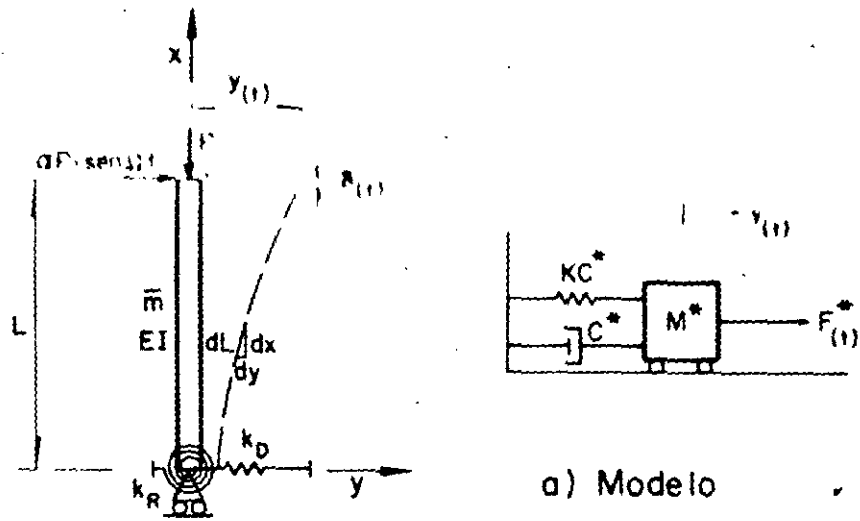 x
y(t)
L
m̅
EI
dL
dx
dy
k_D
k_R
y
KC*
C*
M*
F*(t)
a) Modelo